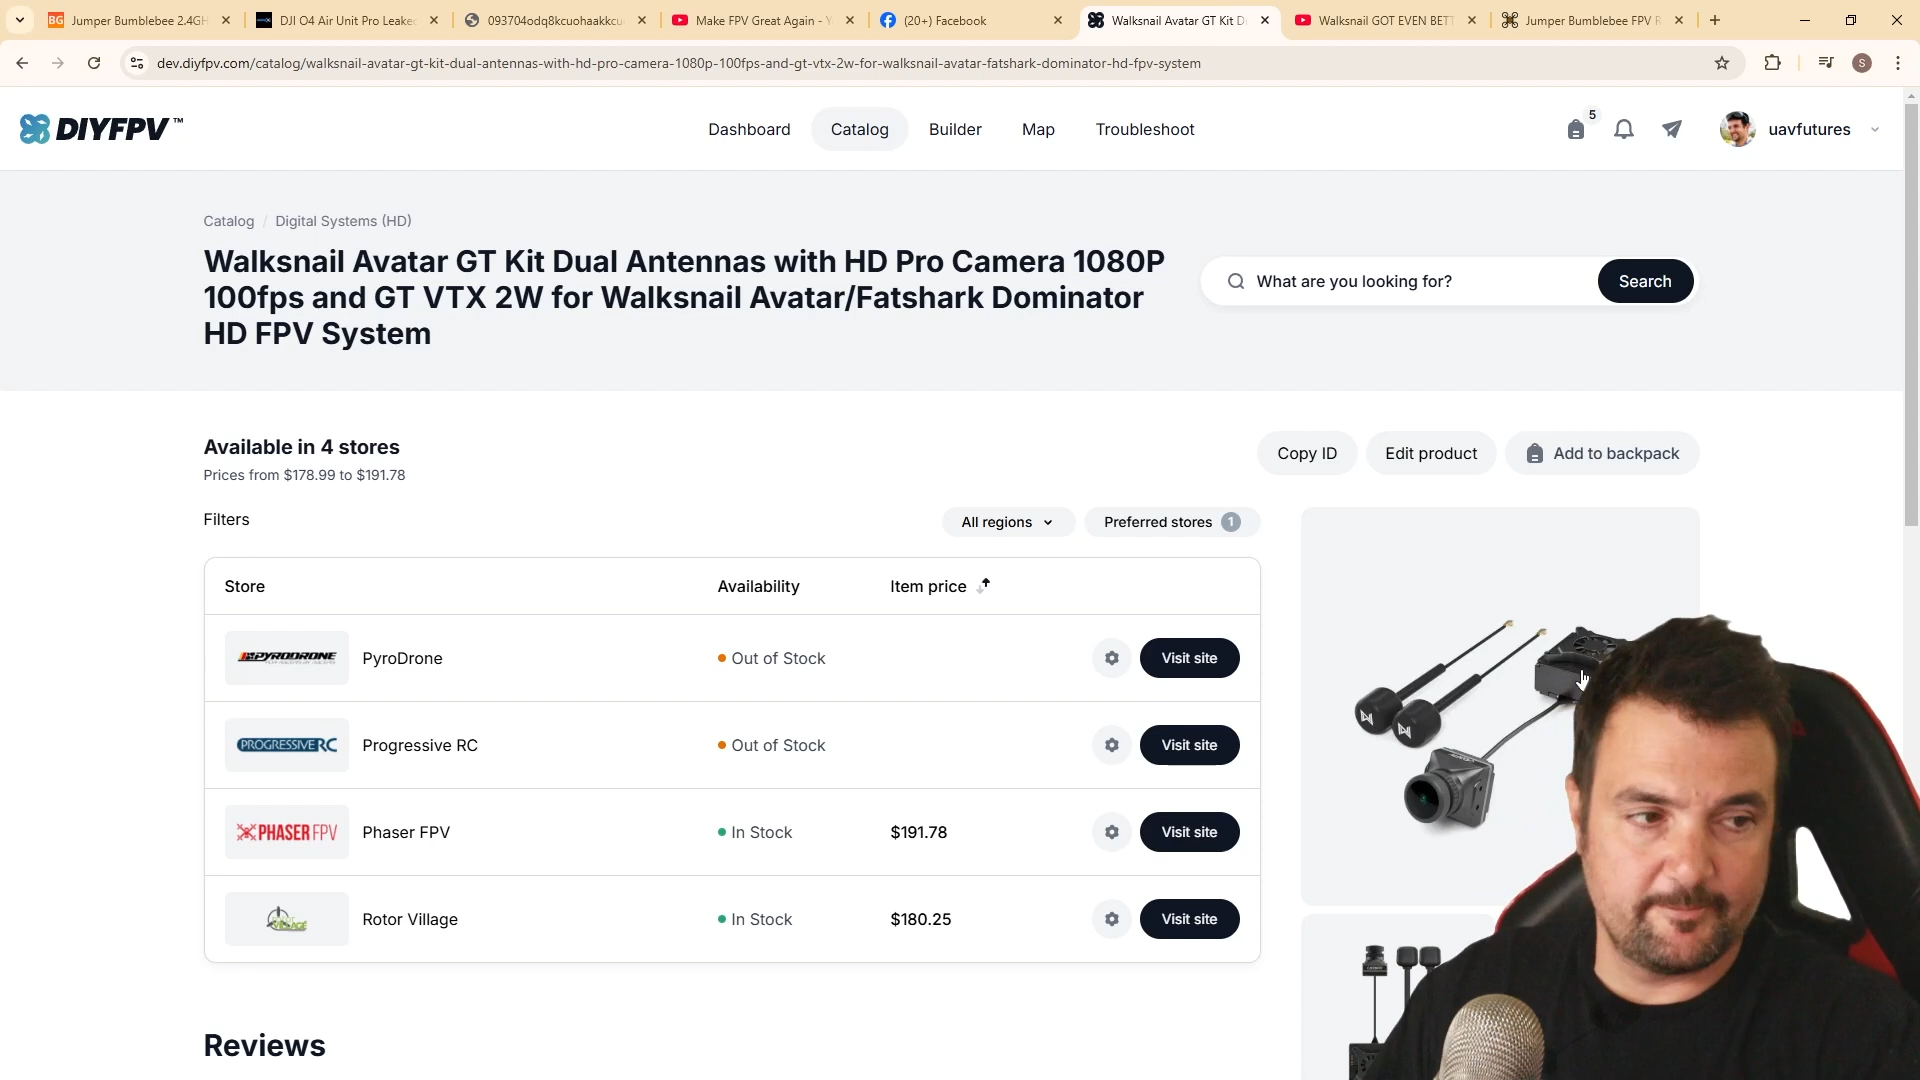 Jumper Bumblebee 2.4GH
DJI O4 Air Unit Pro Leake
093704odq8kcuohaakkcu
Make FPV Great Again - Y
(20+) Facebook
Walksnail Avatar GT Kit D
Walksnail GOT EVEN BETT
Jumper Bumblebee FPV R
dev.diyfpv.com/catalog/walksnail-avatar-gt-kit-dual-antennas-with-hd-pro-camera-1080p-100fps-and-gt-vtx-2w-for-walksnail-avatar-fatshark-dominator-hd-fpv-system
S
DIYFPV™
Dashboard
Catalog
Builder
Map
Troubleshoot
5
uavfutures
Catalog / Digital Systems (HD)
Walksnail Avatar GT Kit Dual Antennas with HD Pro Camera 1080P
100fps and GT VTX 2W for Walksnail Avatar/Fatshark Dominator
HD FPV System
What are you looking for?
Search
Available in 4 stores
Prices from $178.99 to $191.78
Copy ID
Edit product
Add to backpack
Filters
All regions
Preferred stores 1
Store Availability Item price
PYRODRONE PyroDrone Out of Stock Visit site
PROGRESSIVERC Progressive RC Out of Stock Visit site
PHASER FPV Phaser FPV In Stock $191.78 Visit site
VILLAGE Rotor Village In Stock $180.25 Visit site
Reviews